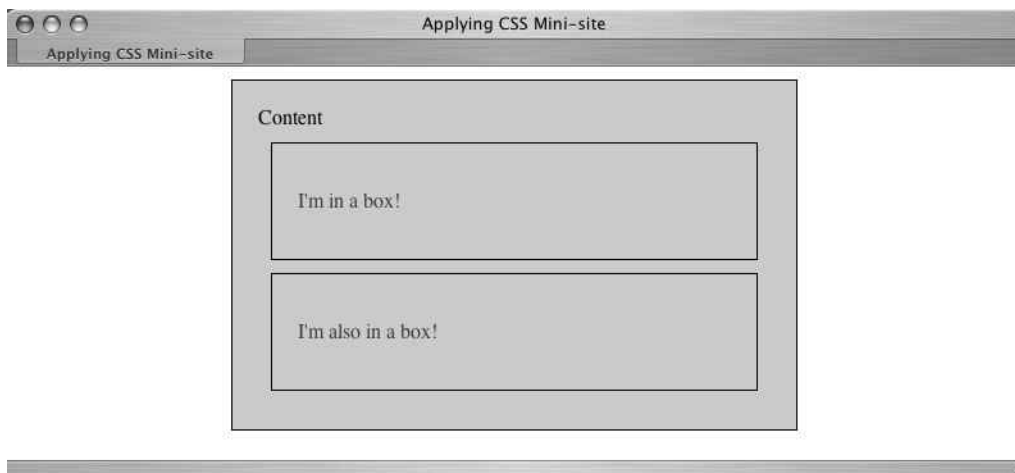 Applying CSS Mini-site
Applying CSS Mini-site
Content
I'm in a box!
I'm also in a box!